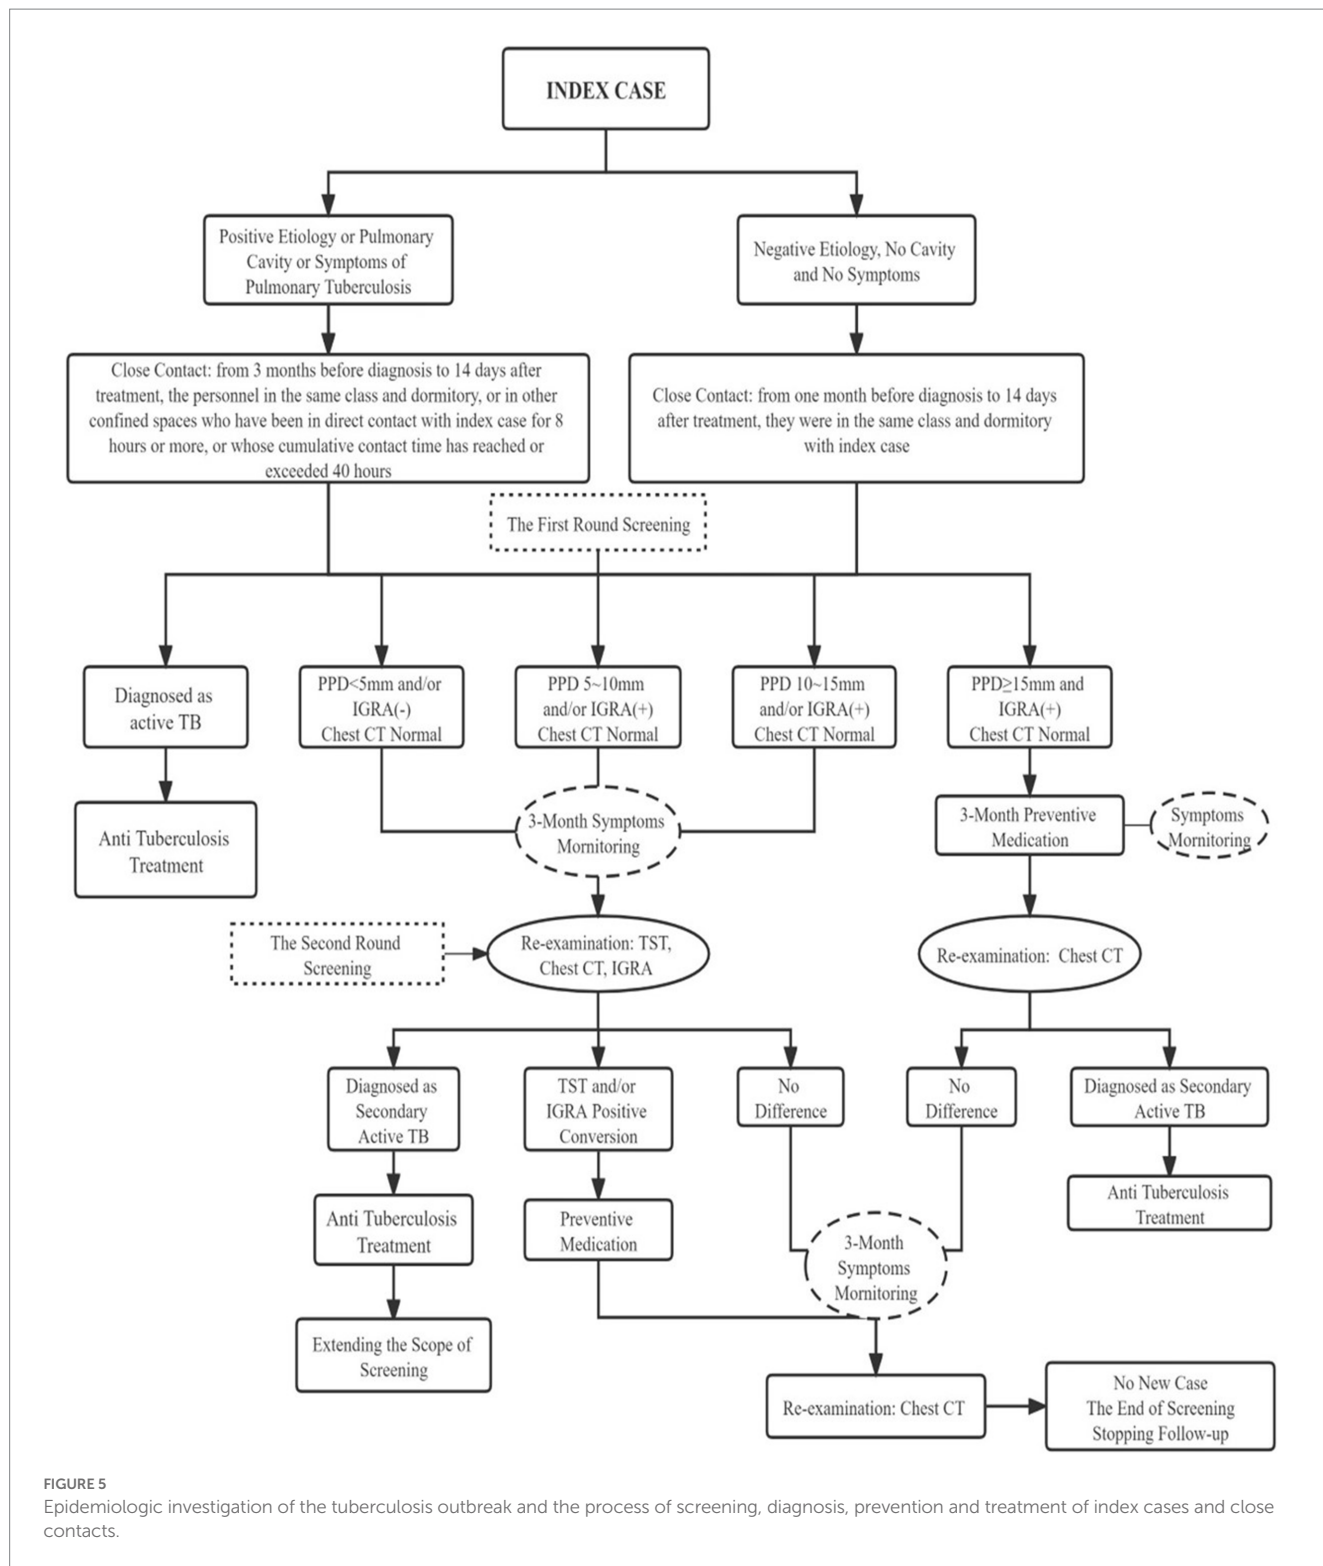 INDEX CASE
Positive Etiology or Pulmonary
Cavity or Symptoms of
Pulmonary Tuberculosis
Negative Etiology, No Cavity
and No Symptoms
Close Contact: from 3 months before diagnosis to 14 days after
treatment, the personnel in the same class and dormitory, or in other
confined spaces who have been in direct contact with index case for 8
hours or more, or whose cumulative contact time has reached or
exceeded 40 hours
Close Contact: from one month before diagnosis to 14 days
after treatment, they were in the same class and dormitory
with index case
The First Round Screening
Diagnosed as
active TB
PPD<5mm and/or
IGRA(-)
Chest CT Normal
PPD 5~10mm
and/or IGRA(+)
Chest CT Normal
PPD 10~15mm
and/or IGRA(+)
Chest CT Normal
PPD≥15mm and
IGRA(+)
Chest CT Normal
Anti Tuberculosis
Treatment
3-Month Symptoms
Mornitoring
3-Month Preventive
Medication
Symptoms
Mornitoring
The Second Round
Screening
Re-examination: TST,
Chest CT, IGRA
Re-examination: Chest CT
Diagnosed as
Secondary
Active TB
TST and/or
IGRA Positive
Conversion
No
Difference
No
Difference
Diagnosed as Secondary
Active TB
Anti Tuberculosis
Treatment
Preventive
Medication
3-Month
Symptoms
Mornitoring
Anti Tuberculosis
Treatment
Extending the Scope of
Screening
Re-examination: Chest CT
No New Case
The End of Screening
Stopping Follow-up
FIGURE 5
Epidemiologic investigation of the tuberculosis outbreak and the process of screening, diagnosis, prevention and treatment of index cases and close
contacts.